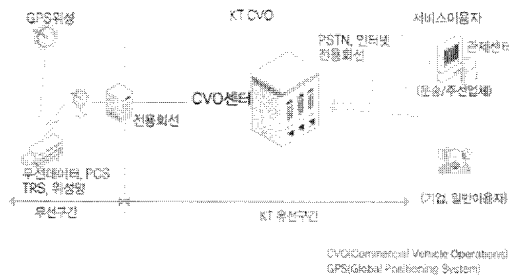 GPS위성
KT CVO
서비스이용자
PSTN, 인터넷
전용회선
관제센터
(운송/주선업체)
CVO센터
전용회선
무선데이터, PCS
TRS, 위성망
무선구간
KT 유선구간
(기업, 일반이용자)
CVO(Commercial Vehicle Operations)
GPS(Global Positioning System)